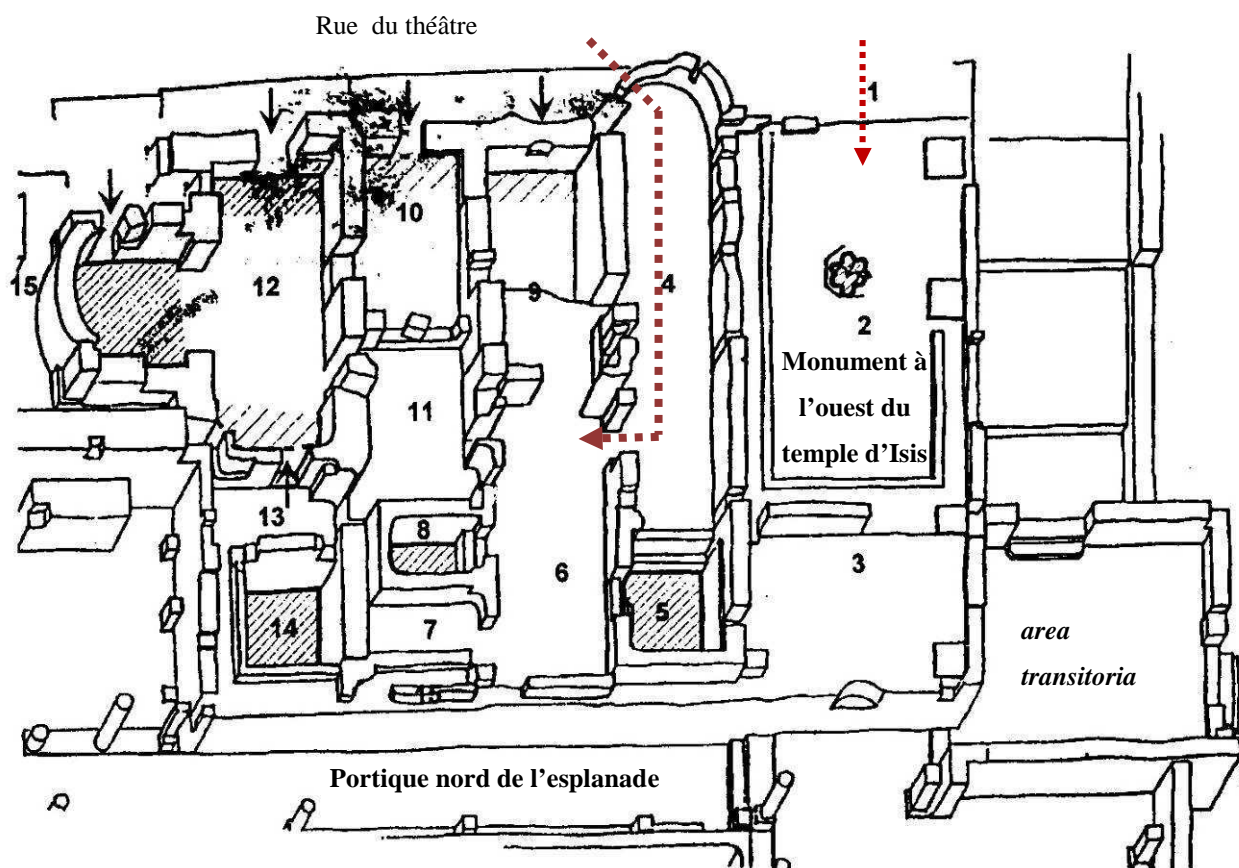 Rue du théâtre
1
10
15
12
9
4
2
Monument à
l'ouest du
temple d'Isis
11
13
8
6
3
5
14
7
area
transitoria
15
Portique nord de l'esplanade